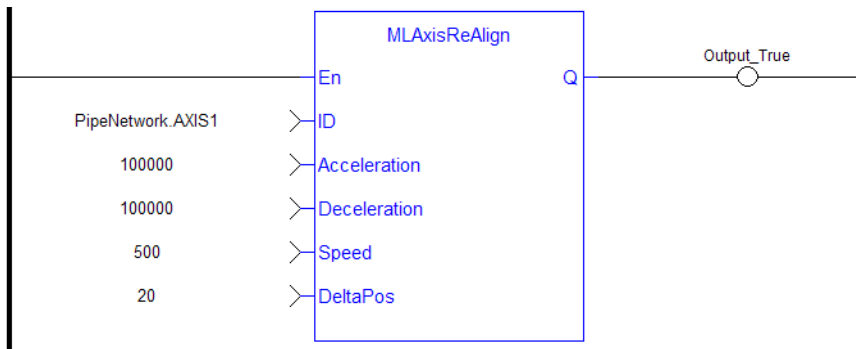 MLAxisReAlign
Output_True
En
Q
PipeNetwork.AXIS1
ID
100000
Acceleration
100000
Deceleration
500
Speed
20
DeltaPos